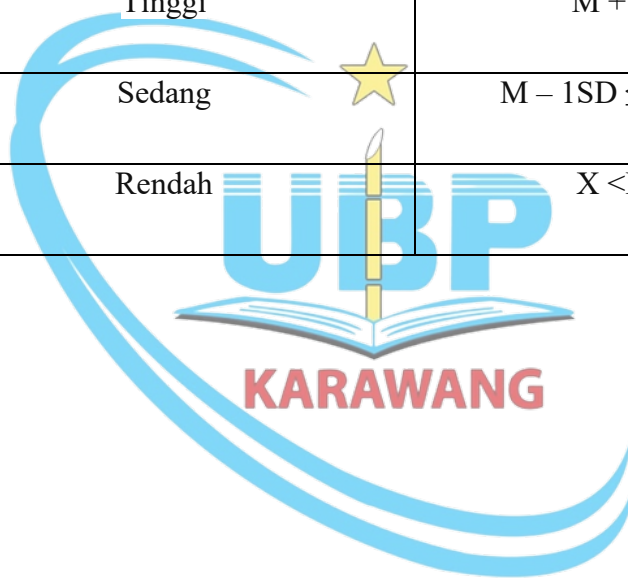 Tinggi M +
Sedang M – 1SD
Rendah X <
UBP
KARAWANG